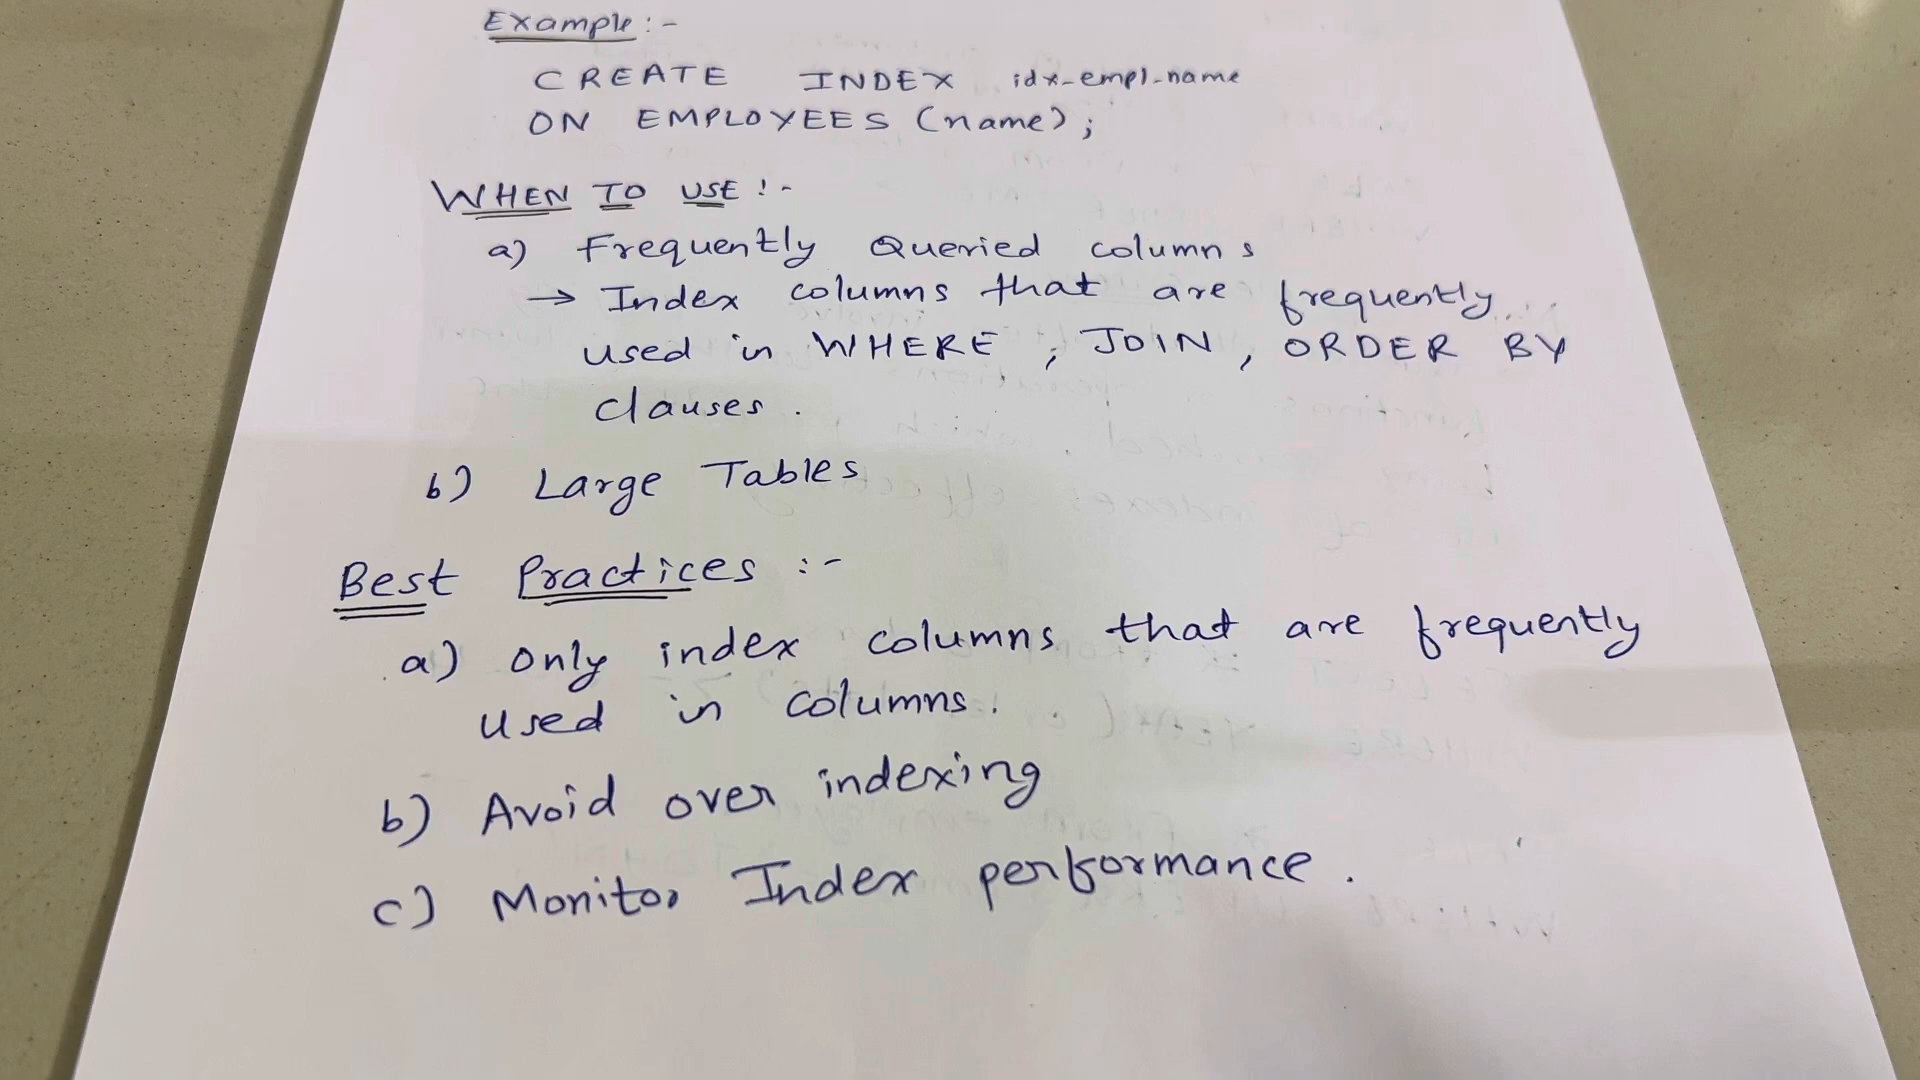 Example :-
CREATE INDEX idx_empl_name
ON EMPLOYEES (name);
WHEN TO USE :-
a) Frequently Queried columns
→ Index columns that are frequently
used in WHERE , JOIN , ORDER BY
clauses .
b) Large Tables
Best Practices :-
a) Only index columns that are frequently
used in columns.
b) Avoid over indexing
c) Monitor Index performance .